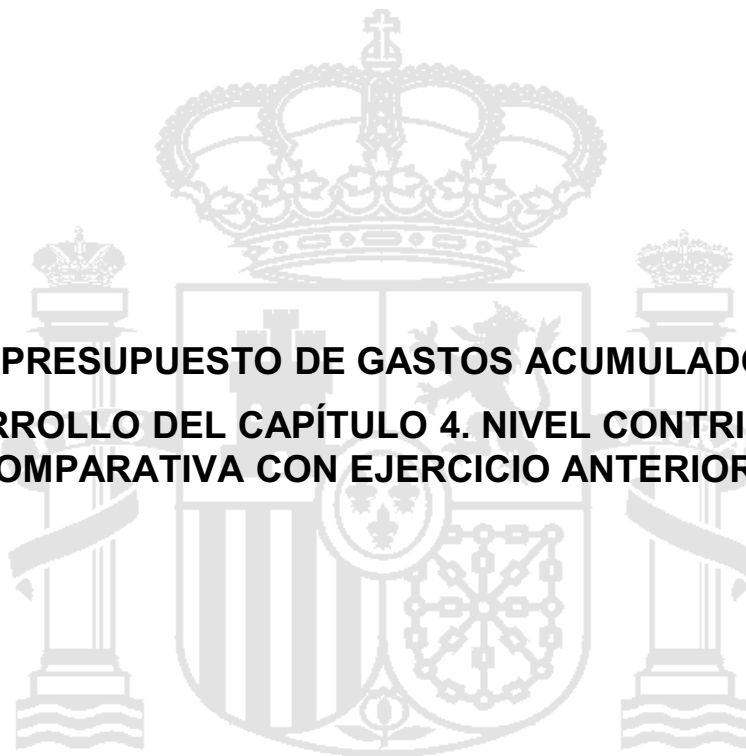 PRESUPUESTO DE GASTOS ACUMULADO
RROLLO DEL CAPÍTULO 4. NIVEL CONTRI
OMPARATIVA CON EJERCICIO ANTERIOR